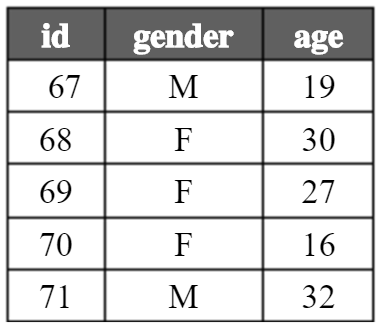 id gender age
67 M 19
68 F 30
69 F 27
70 F 16
71 M 32